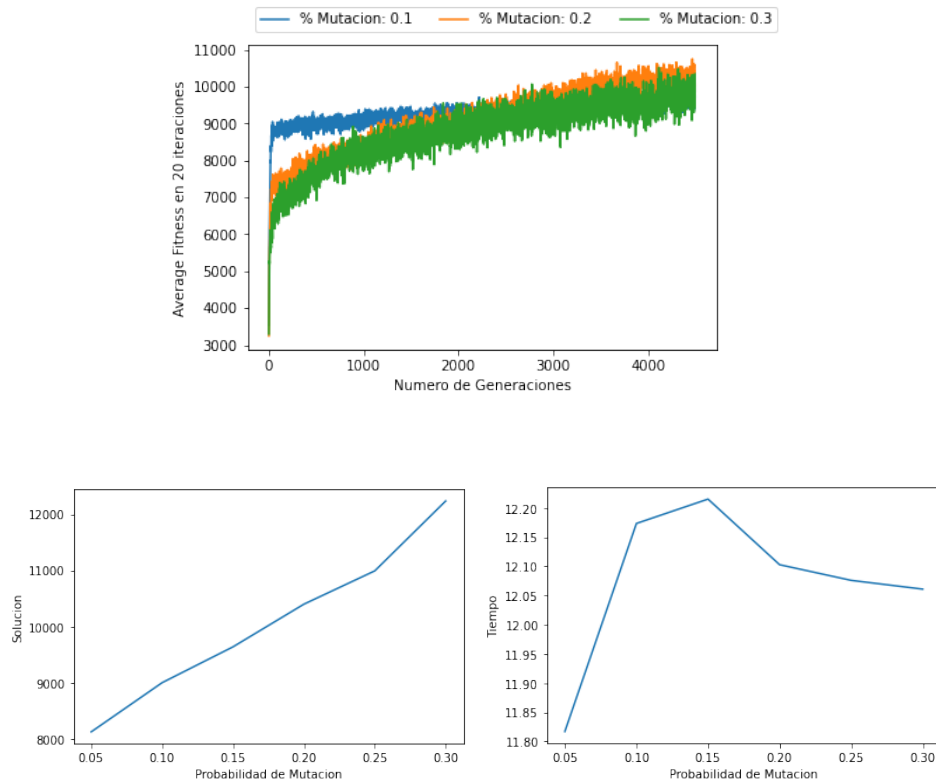 % Mutacion: 0.1 % Mutacion: 0.2 % Mutacion: 0.3
11000
10000
9000
8000
7000
6000
5000
4000
3000
Average Fitness en 20 iteraciones
0 1000 2000 3000 4000
Numero de Generaciones
12000
11000
10000
9000
8000
Solucion
0.05 0.10 0.15 0.20 0.25 0.30
Probabilidad de Mutacion
12.20
12.15
12.10
12.05
12.00
11.95
11.90
11.85
11.80
Tiempo
0.05 0.10 0.15 0.20 0.25 0.30
Probabilidad de Mutacion